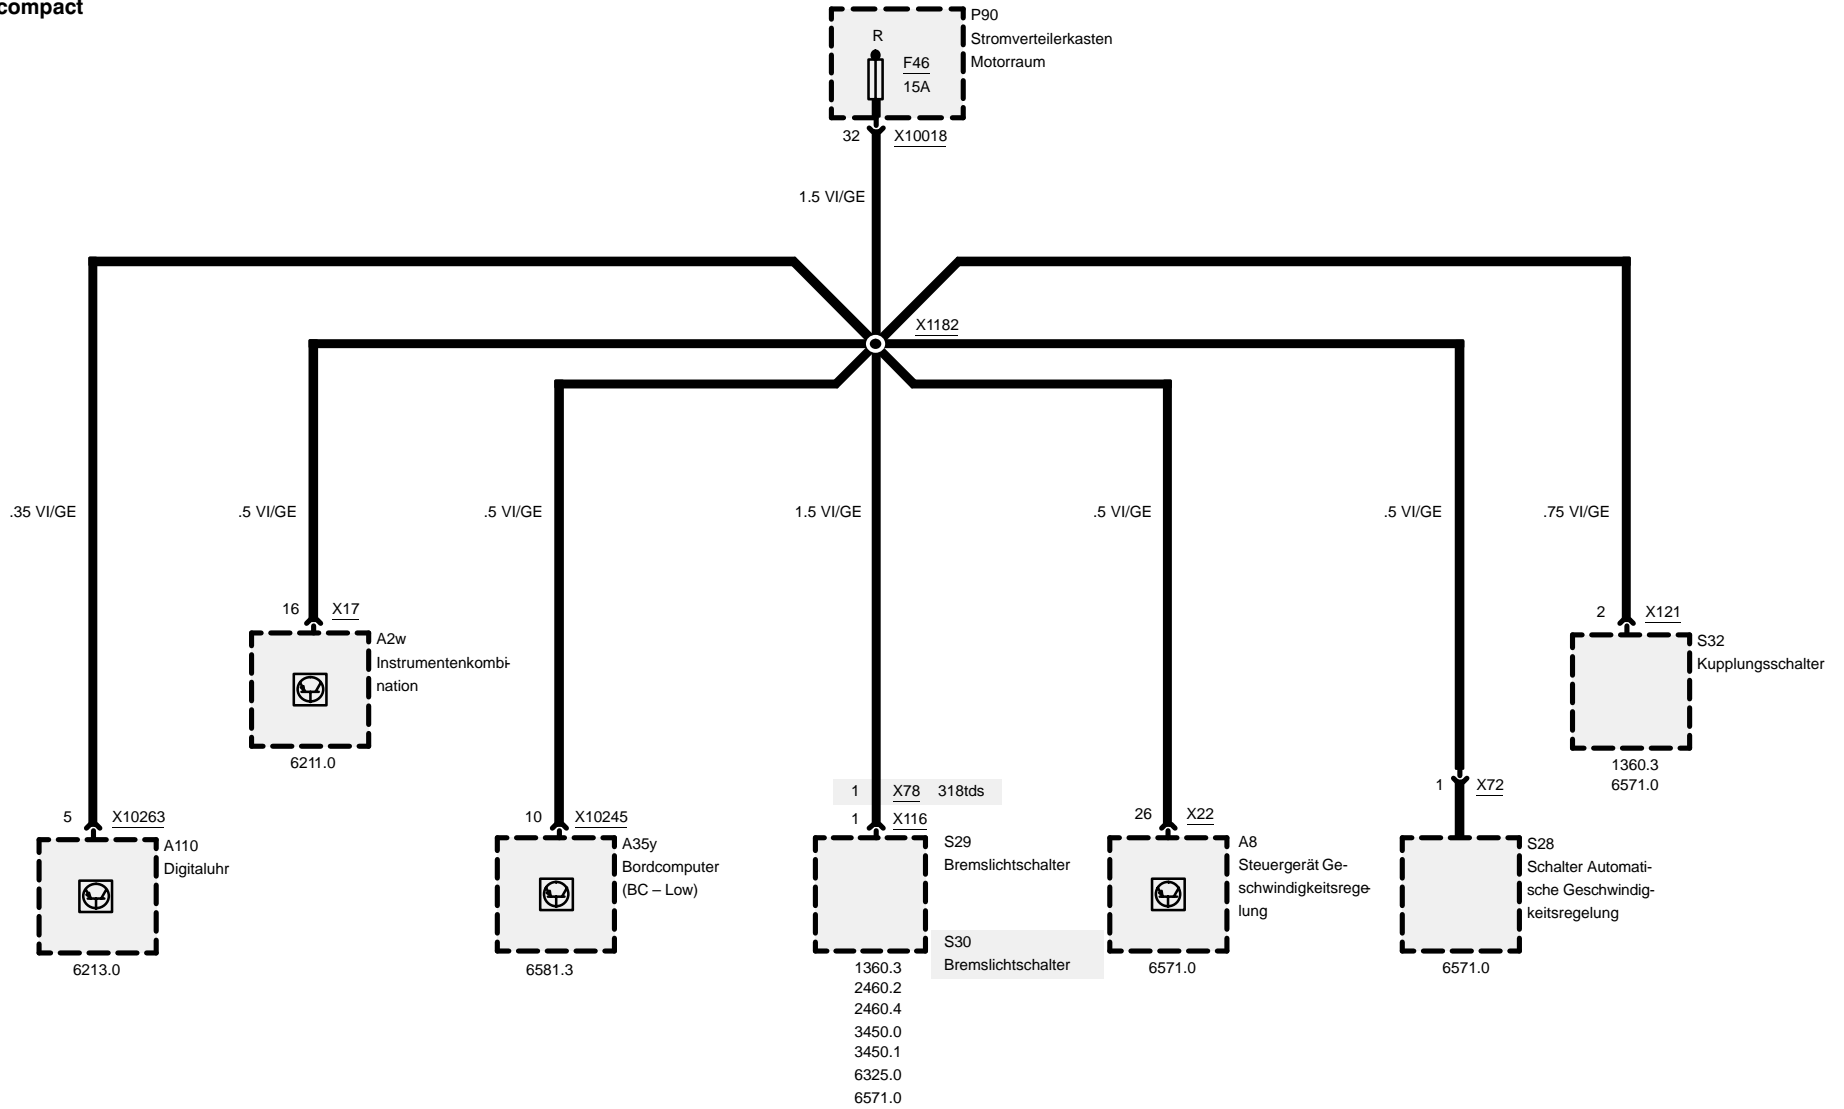 compact
P90
Stromverteilerkasten
Motorraum
R
F46
15A
32 X10018
1.5 VI/GE
X1182
.35 VI/GE .5 VI/GE .5 VI/GE 1.5 VI/GE .5 VI/GE .5 VI/GE .75 VI/GE
16 X17
A2w
Instrumentenkombi-
nation
6211.0
2 X121
S32
Kupplungsschalter
1360.3
6571.0
5 X10263
A110
Digitaluhr
6213.0
10 X10245
A35y
Bordcomputer
(BC – Low)
6581.3
1 X78 318tds
1 X116
S29
Bremslichtschalter
S30
Bremslichtschalter
1360.3
2460.2
2460.4
3450.0
3450.1
6325.0
6571.0
26 X22
A8
Steuergerät Ge-
schwindigkeitsrege-
lung
6571.0
1 X72
S28
Schalter Automati-
sche Geschwindig-
keitsregelung
6571.0